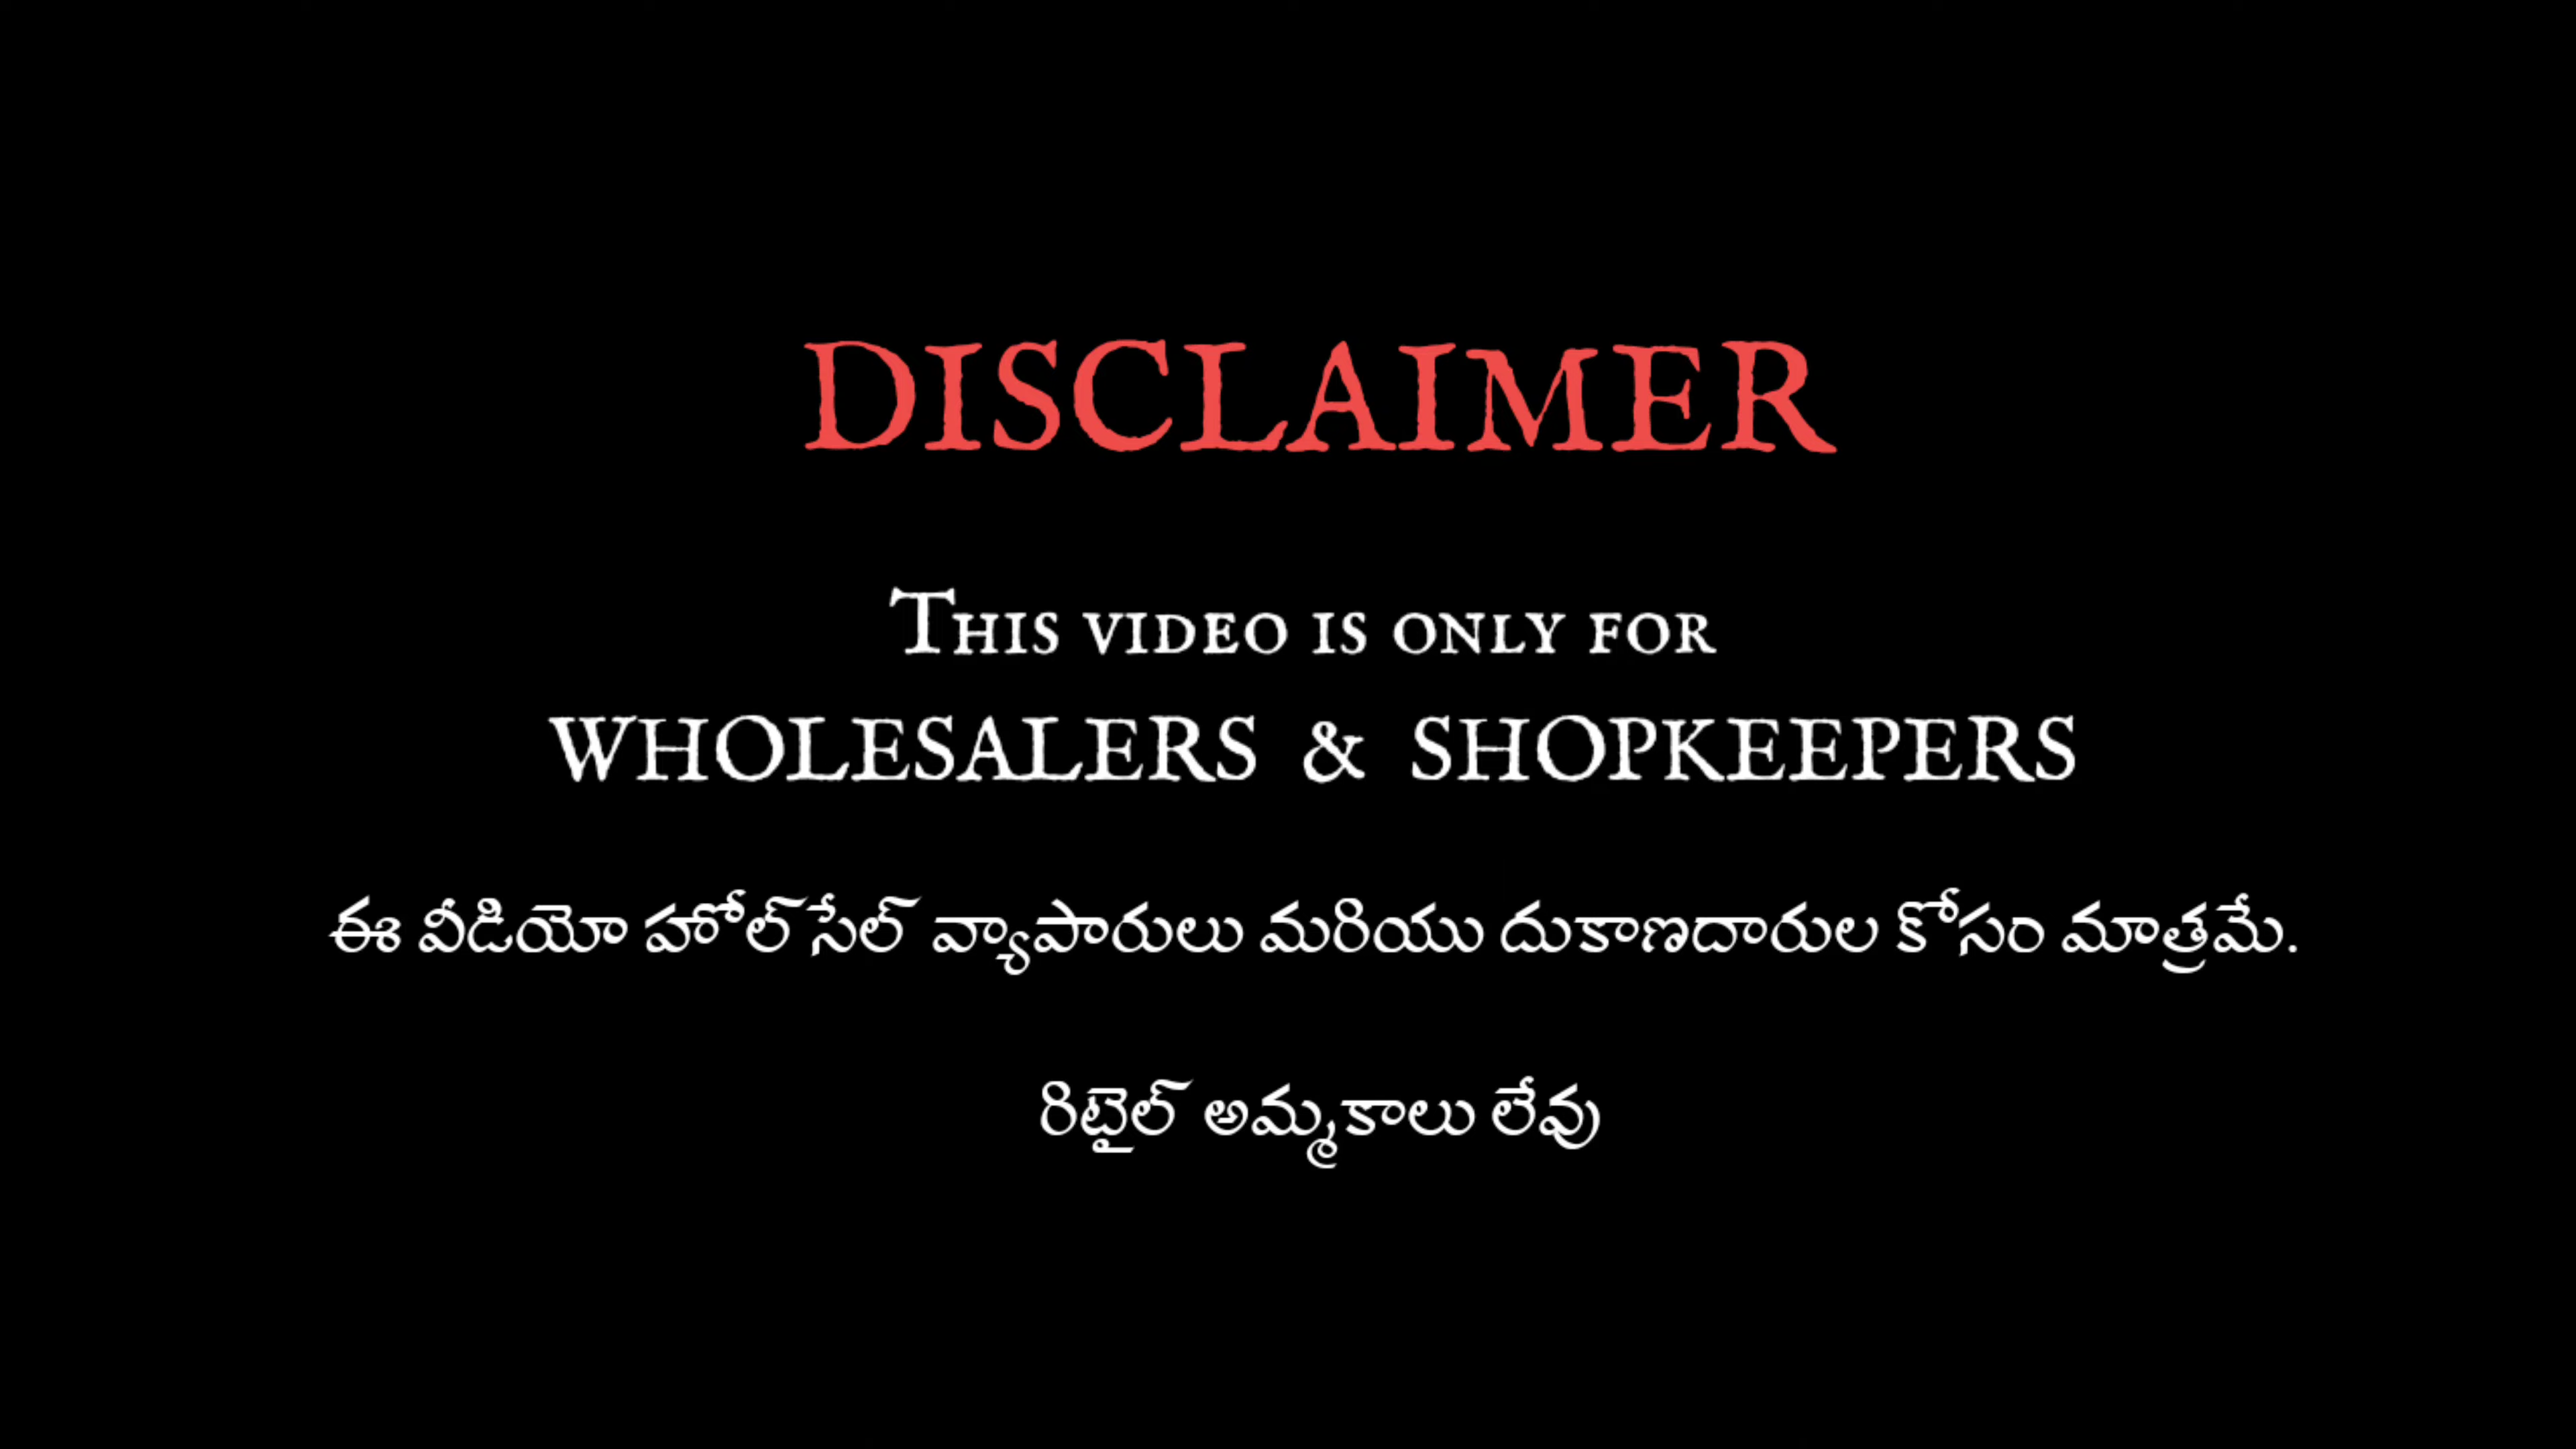 DISCLAIMER
This video is only for
WHOLESALERS & SHOPKEEPERS
ఈ వీడియో హోల్‌సేల్ వ్యాపారులు మరియు దుకాణదారుల కోసం మాత్రమే.
రిటైల్ అమ్మకాలు లేవు